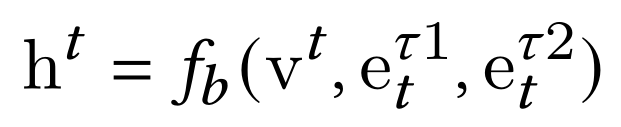 h^t = f_b(v^t, e_t^{τ1}, e_t^{τ2})